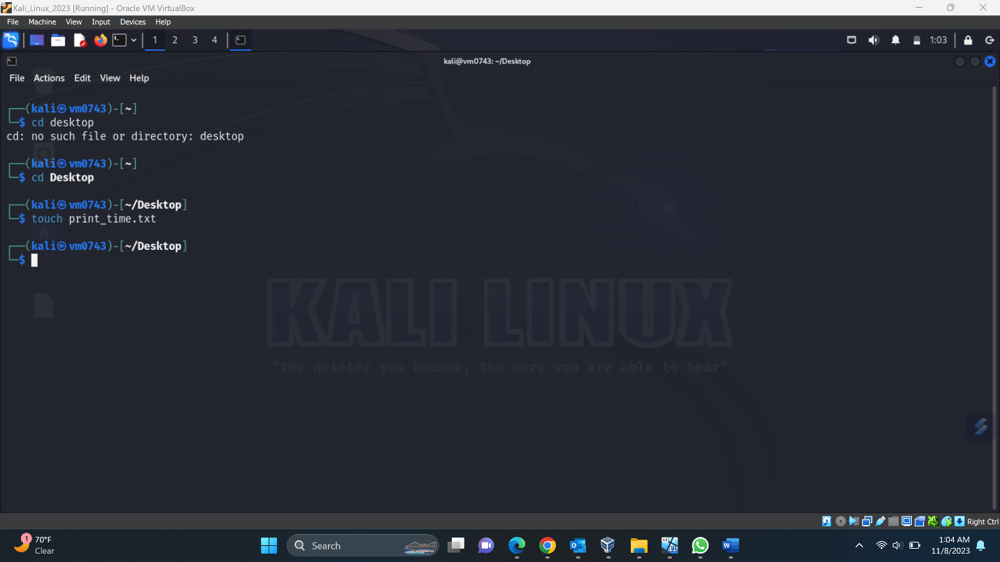 Kali_Linux_2023 [Running] - Oracle VM VirtualBox
File Machine View Input Devices Help
1 2 3 4 1:03
kali@vm0743: ~/Desktop
File Actions Edit View Help
┌──(kali㉿vm0743)-[~]
└─$ cd desktop
cd: no such file or directory: desktop
┌──(kali㉿vm0743)-[~]
└─$ cd Desktop
┌──(kali㉿vm0743)-[~/Desktop]
└─$ touch print_time.txt
┌──(kali㉿vm0743)-[~/Desktop]
└─$
KALI LINUX
print_time.txt
"the quieter you become, the more you are able to hear"
Right Ctrl
1
70°F
Clear
Search
1:04 AM
11/8/2023